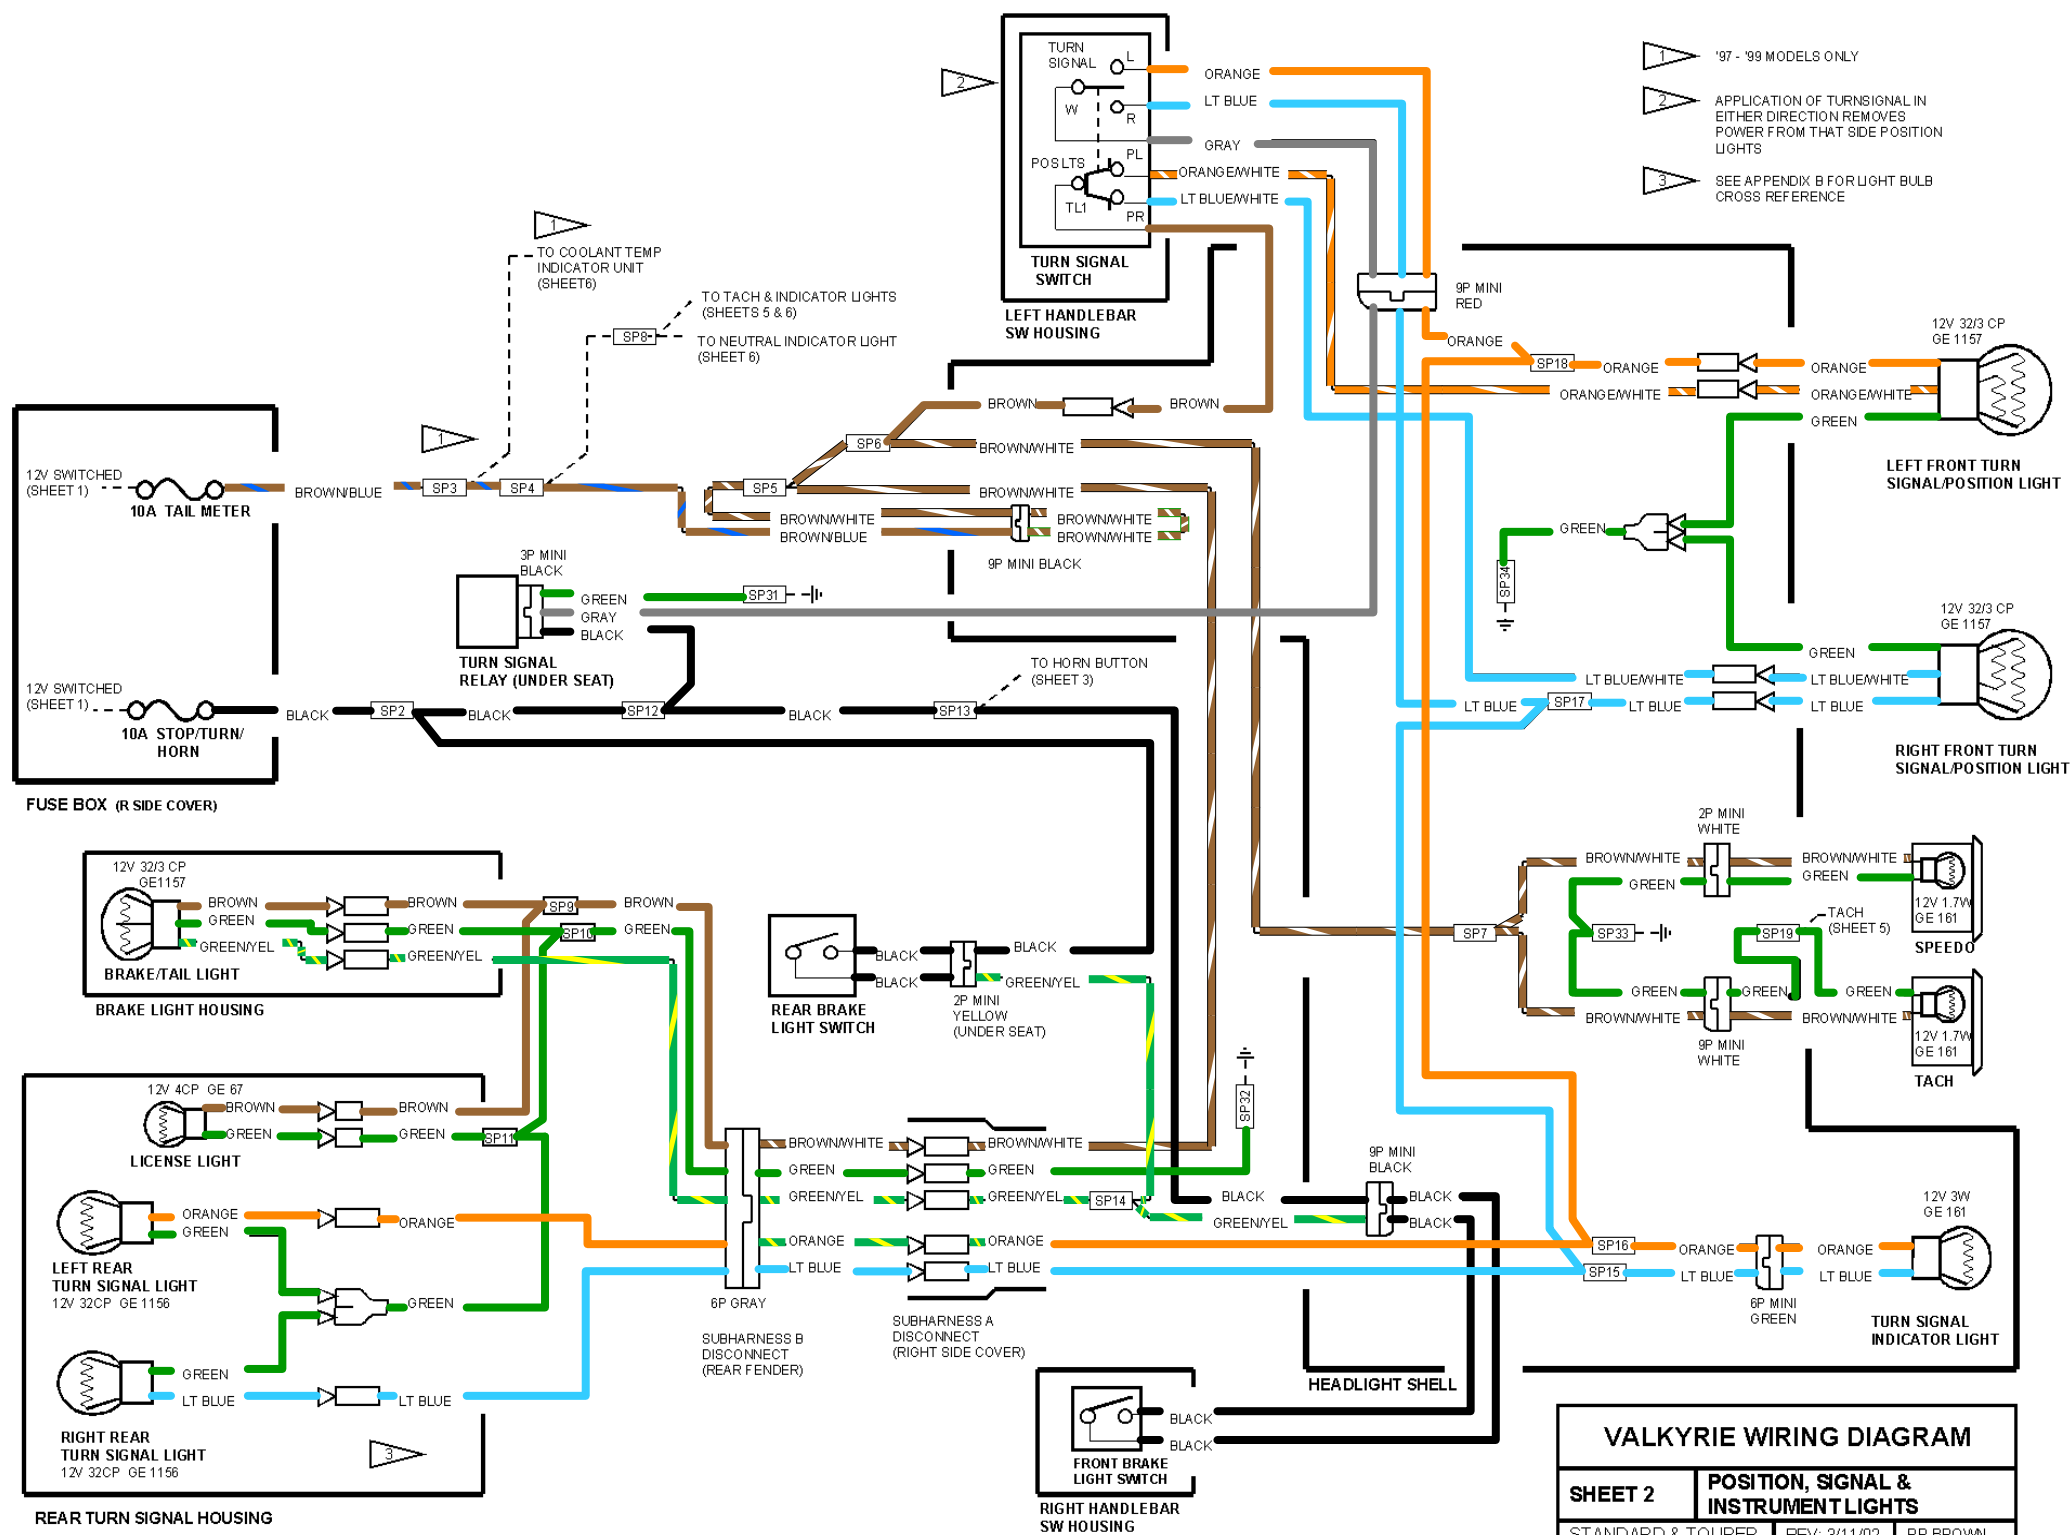 TURN
SIGNAL
L
W
R
POSLTS
PL
TL1
PR
TURN SIGNAL
SWITCH
LEFT HANDLEBAR
SW HOUSING
2
ORANGE
LT BLUE
GRAY
ORANGE/WHITE
LT BLUE/WHITE
1
'97 - '99 MODELS ONLY
2
APPLICATION OF TURNSIGNAL IN
EITHER DIRECTION REMOVES
POWER FROM THAT SIDE POSITION
LIGHTS
3
SEE APPENDIX B FOR LIGHT BULB
CROSS REFERENCE
1
TO COOLANT TEMP
INDICATOR UNIT
(SHEET6)
TO TACH & INDICATOR LIGHTS
(SHEETS 5 & 6)
SP8
TO NEUTRAL INDICATOR LIGHT
(SHEET 6)
9P MINI
RED
ORANGE
SP18
ORANGE
ORANGE
ORANGE/WHITE
ORANGE/WHITE
GREEN
12V 32/3 CP
GE 1157
LEFT FRONT TURN
SIGNAL/POSITION LIGHT
1
12V SWITCHED
(SHEET 1)
10A TAIL METER
BROWN/BLUE
SP3
SP4
BROWN
BROWN
SP6
BROWN/WHITE
SP5
BROWN/WHITE
BROWN/WHITE
BROWN/BLUE
BROWN/WHITE
BROWN/WHITE
9P MINI BLACK
3P MINI
BLACK
GREEN
GRAY
BLACK
SP31
TURN SIGNAL
RELAY (UNDER SEAT)
GREEN
SP34
12V 32/3 CP
GE 1157
GREEN
LT BLUE/WHITE
LT BLUE/WHITE
LT BLUE
SP17
LT BLUE
LT BLUE
RIGHT FRONT TURN
SIGNAL/POSITION LIGHT
12V SWITCHED
(SHEET 1)
10A STOP/TURN/
HORN
BLACK
SP2
BLACK
SP12
BLACK
SP13
TO HORN BUTTON
(SHEET 3)
FUSE BOX (R SIDE COVER)
12V 32/3 CP
GE1157
BROWN
GREEN
GREEN/YEL
BROWN
GREEN
GREEN/YEL
SP9
BROWN
SP10
GREEN
BRAKE/TAIL LIGHT
BRAKE LIGHT HOUSING
BLACK
BLACK
BLACK
GREEN/YEL
REAR BRAKE
LIGHT SWITCH
2P MINI
YELLOW
(UNDER SEAT)
2P MINI
WHITE
BROWN/WHITE
GREEN
BROWN/WHITE
GREEN
12V 1.7W
GE 161
SPEEDO
SP7
SP33
SP19
TACH
(SHEET 5)
GREEN
BROWN/WHITE
GREEN
GREEN
BROWN/WHITE
9P MINI
WHITE
12V 1.7W
GE 161
TACH
12V 4CP GE 67
BROWN
GREEN
BROWN
GREEN
SP11
LICENSE LIGHT
ORANGE
GREEN
ORANGE
LEFT REAR
TURN SIGNAL LIGHT
12V 32CP GE 1156
GREEN
GREEN
LT BLUE
LT BLUE
RIGHT REAR
TURN SIGNAL LIGHT
12V 32CP GE 1156
3
REAR TURN SIGNAL HOUSING
BROWN/WHITE
GREEN
GREEN/YEL
ORANGE
LT BLUE
6P GRAY
SUBHARNESS B
DISCONNECT
(REAR FENDER)
BROWN/WHITE
GREEN
GREEN/YEL
ORANGE
LT BLUE
SUBHARNESS A
DISCONNECT
(RIGHT SIDE COVER)
SP14
SP32
BLACK
GREEN/YEL
9P MINI
BLACK
BLACK
BLACK
SP16
SP15
ORANGE
LT BLUE
ORANGE
LT BLUE
6P MINI
GREEN
12V 3W
GE 161
TURN SIGNAL
INDICATOR LIGHT
HEADLIGHT SHELL
BLACK
BLACK
FRONT BRAKE
LIGHT SWITCH
RIGHT HANDLEBAR
SW HOUSING
VALKYRIE WIRING DIAGRAM
SHEET 2
POSITION, SIGNAL &
INSTRUMENT LIGHTS
STANDARD & TOURER
REV: 3/11/02
RP BROWN